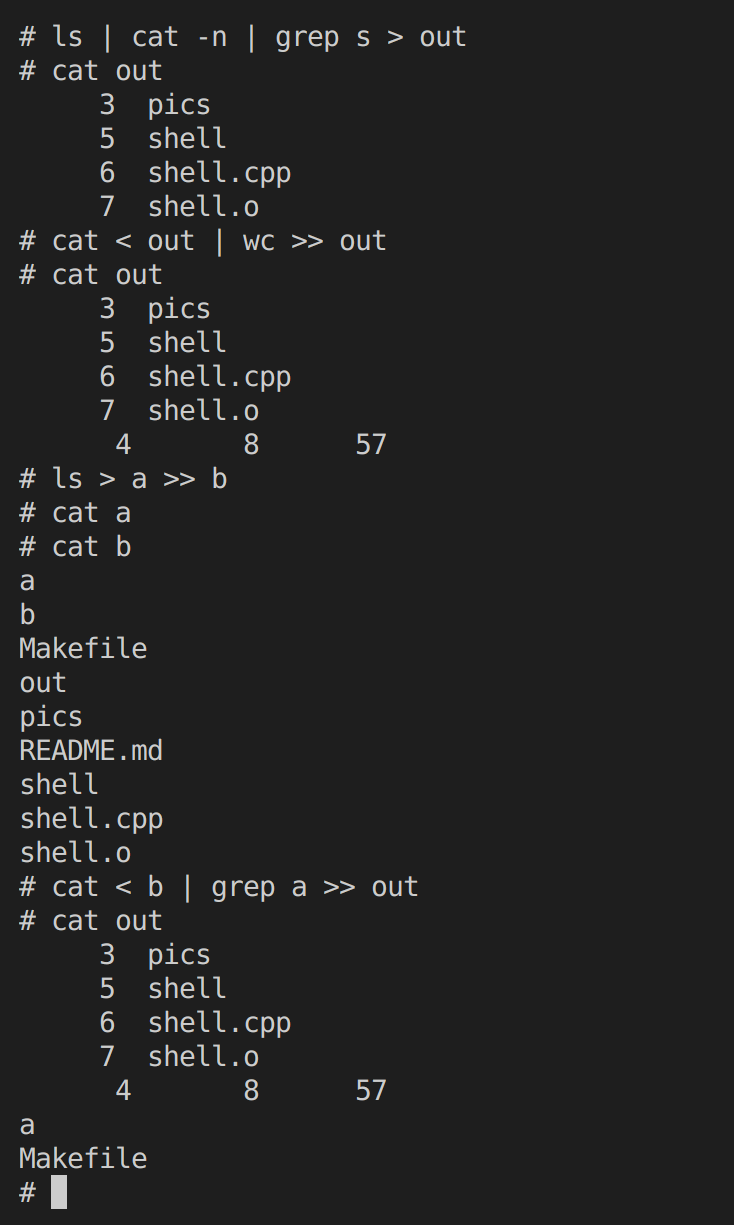 # ls | cat -n | grep s > out
# cat out
     3  pics
     5  shell
     6  shell.cpp
     7  shell.o
# cat < out | wc >> out
# cat out
     3  pics
     5  shell
     6  shell.cpp
     7  shell.o
      4       8      57
# ls > a >> b
# cat a
# cat b
a
b
Makefile
out
pics
README.md
shell
shell.cpp
shell.o
# cat < b | grep a >> out
# cat out
     3  pics
     5  shell
     6  shell.cpp
     7  shell.o
      4       8      57
a
Makefile
#